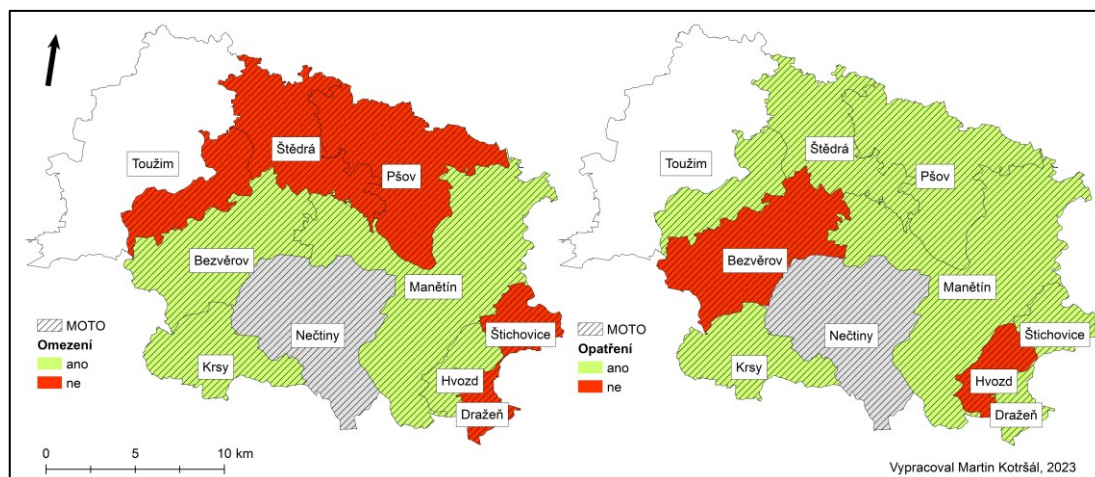 Toužim
Štědrá
Pšov
Bezvěrov
Manětín
Nečtiny
Štichovice
Krsy
Hvozd
Dražeň
MOTO
Omezení
ano
ne
0 5 10 km
Toužim
Štědrá
Pšov
Bezvěrov
Manětín
Nečtiny
Štichovice
Krsy
Hvozd
Dražeň
MOTO
Opatření
ano
ne
Vypracoval Martin Kotršál, 2023